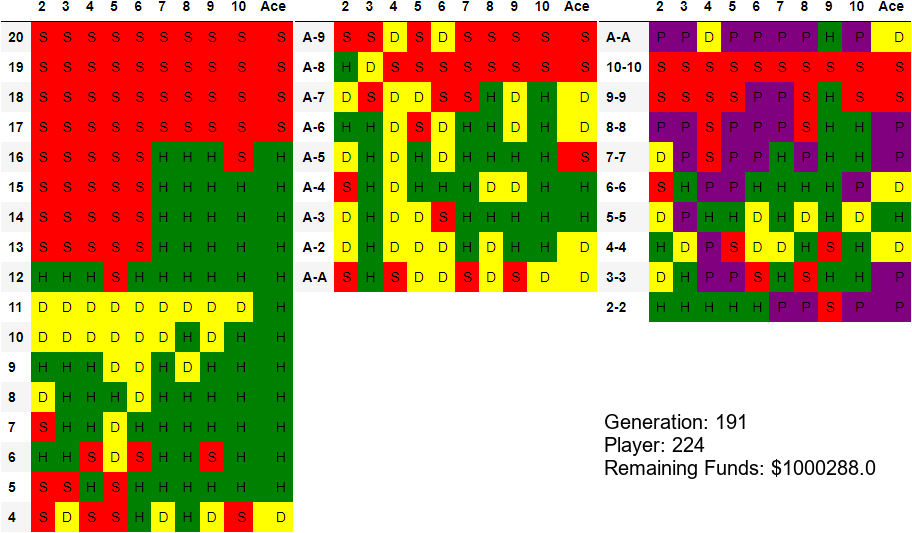 2 3 4 5 6 7 8 9 10 Ace
20 S S S S S S S S S S
19 S S S S S S S S S S
18 S S S S S S S S S S
17 S S S S S S S S S S
16 S S S S S H H H S H
15 S S S S S H H H H H
14 S S S S S H H H H H
13 S S S S S H H H H H
12 H H H S H H H H H H
11 D D D D D D D D D H
10 D D D D D D H D H H
9 H H H D D H D H H H
8 D H H H D H H H H H
7 S H H D H H H H H H
6 H H S D S H H S H H
5 S S H S H H H H H H
4 S D S S H D H D S D
2 3 4 5 6 7 8 9 10 Ace
A-9 S S D S D S S S S S
A-8 H D S S S S S S S S
A-7 D S D D S S H D H D
A-6 H H D S D H H D H D
A-5 D H D H D H H H H S
A-4 S H D H H H D D H H
A-3 D H D D S H H H H H
A-2 D H D D D H D H H D
A-A S H S D D S D S D D
2 3 4 5 6 7 8 9 10 Ace
A-A P P D P P P P H P D
10-10 S S S S S S S S S S
9-9 S S S S P P S H S S
8-8 P P S P P P S H H P
7-7 D P S P P H P H H P
6-6 S H P P H H H H P D
5-5 D P H H D H D H D H
4-4 H D P S D D H S H D
3-3 D H P P S H S H H P
2-2 H H H H H P P S P P
Generation: 191
Player: 224
Remaining Funds: $1000288.0